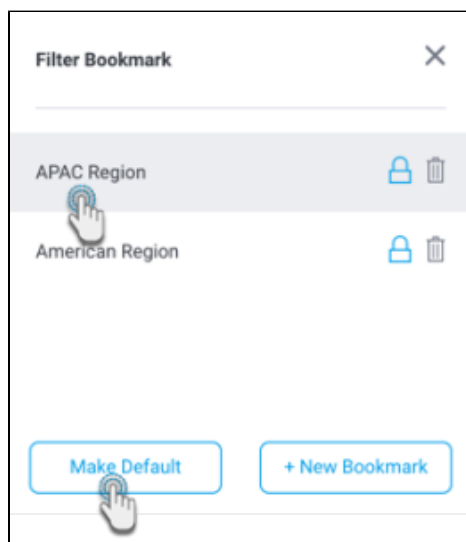 Filter Bookmark
APAC Region
American Region
Make Default
+ New Bookmark